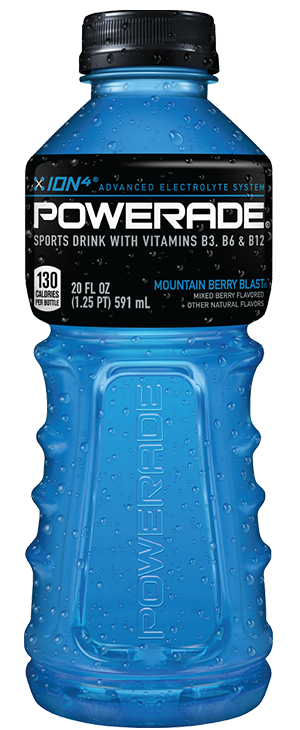 ION4® ADVANCED ELECTROLYTE SYSTEM
POWERADE®
SPORTS DRINK WITH VITAMINS B3, B6 & B12
130
CALORIES
PER BOTTLE
20 FL OZ
(1.25 PT) 591 mL
MOUNTAIN BERRY BLAST™
MIXED BERRY FLAVORED
+ OTHER NATURAL FLAVORS
POWERADE